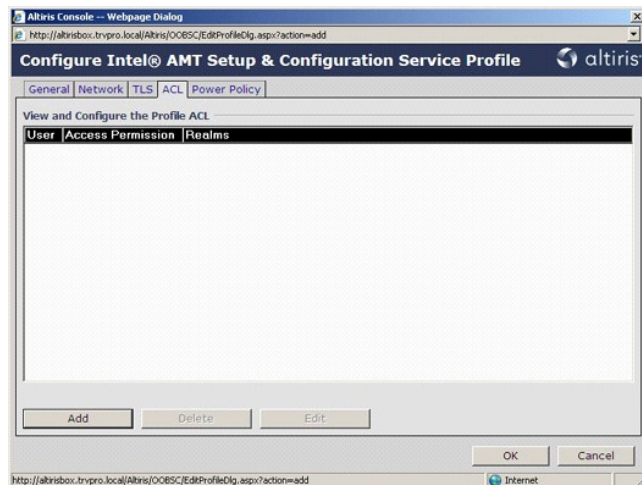 Altiris Console -- Webpage Dialog
http://altirisbox.trvpro.local/Altiris/OOBSC/EditProfileDlg.aspx?action=add
Configure Intel® AMT Setup & Configuration Service Profile altiris
General Network TLS ACL Power Policy
View and Configure the Profile ACL
User Access Permission Realms
Add Delete Edit
OK Cancel
http://altirisbox.trvpro.local/Altiris/OOBSC/EditProfileDlg.aspx?action=add Internet